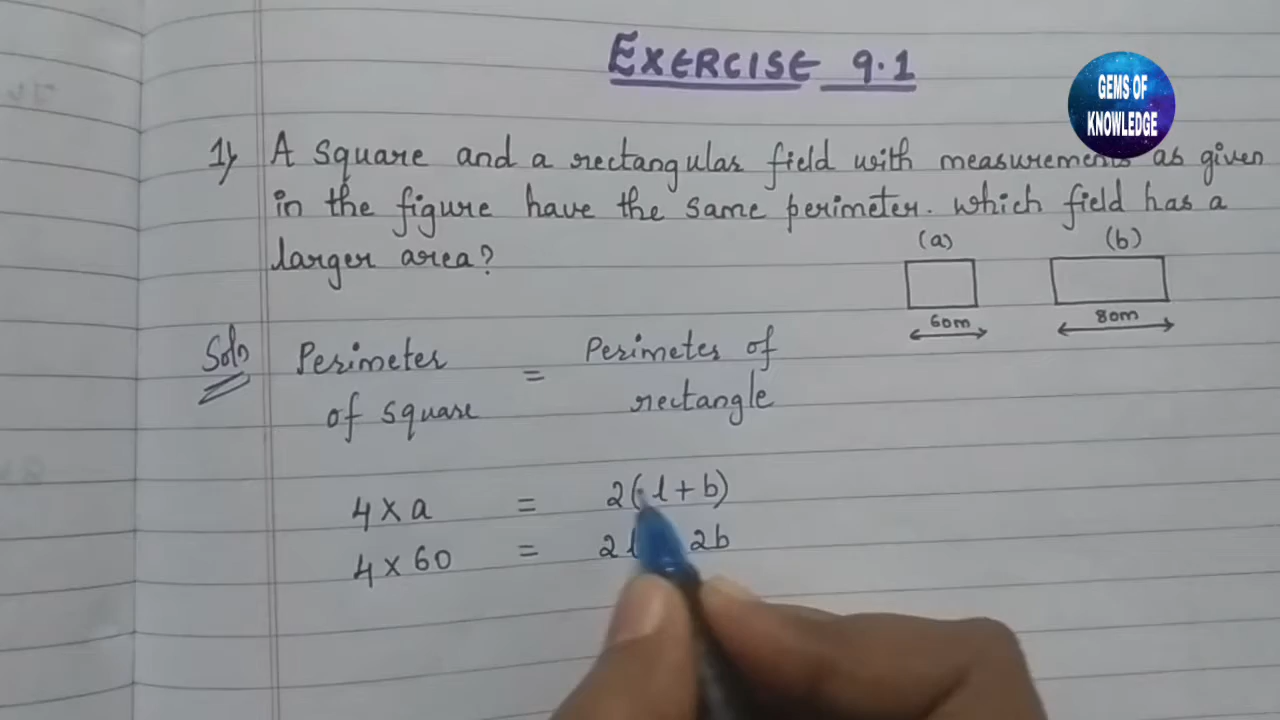 EXERCISE 9.1
GEMS OF
KNOWLEDGE
1) A square and a rectangular field with measurements as given
in the figure have the same perimeter. which field has a
larger area?
(a) (b)
60m 80m
Soln Perimeter = Perimeter of
of square rectangle
4 × a = 2(l + b)
4 × 60 = 2l 2b